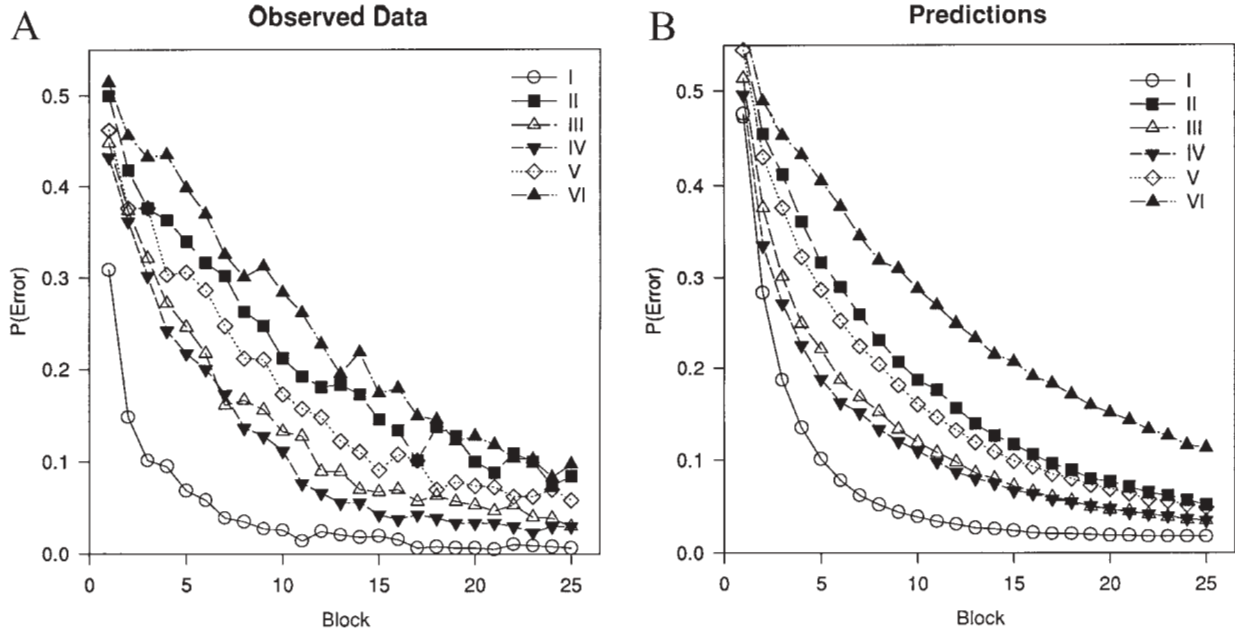 A
Observed Data
I
II
III
IV
V
VI
0.5
0.4
0.3
0.2
0.1
0.0
P(Error)
0
5
10
15
20
25
Block
B
Predictions
I
II
III
IV
V
VI
0.5
0.4
0.3
0.2
0.1
0.0
P(Error)
0
5
10
15
20
25
Block